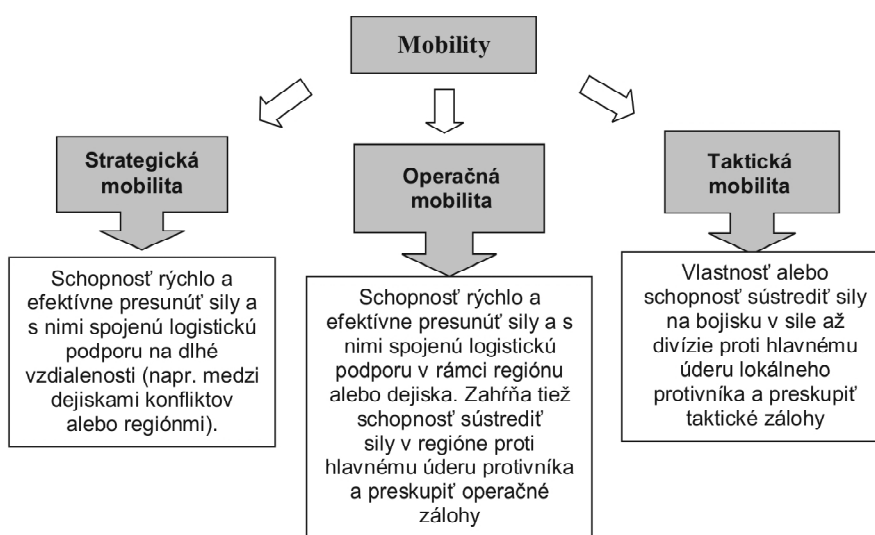 Mobility
Strategická
mobilita
Schopnosť rýchlo a
efektívne presunúť sily a
s nimi spojenú logistickú
podporu na dlhé
vzdialenosti (napr. medzi
dejiskami konfliktov
alebo regiónmi).
Operačná
mobilita
Schopnosť rýchlo a
efektívne presunúť sily a s
nimi spojenú logistickú
podporu v rámci regiónu
alebo dejiska. Zahŕňa tiež
schopnosť sústrediť
sily v regióne proti
hlavnému úderu protivníka
a preskupiť operačné
zálohy
Taktická
mobilita
Vlastnosť alebo
schopnosť sústrediť sily
na bojisku v sile až
divízie proti hlavnému
úderu lokálneho
protivníka a preskupiť
taktické zálohy